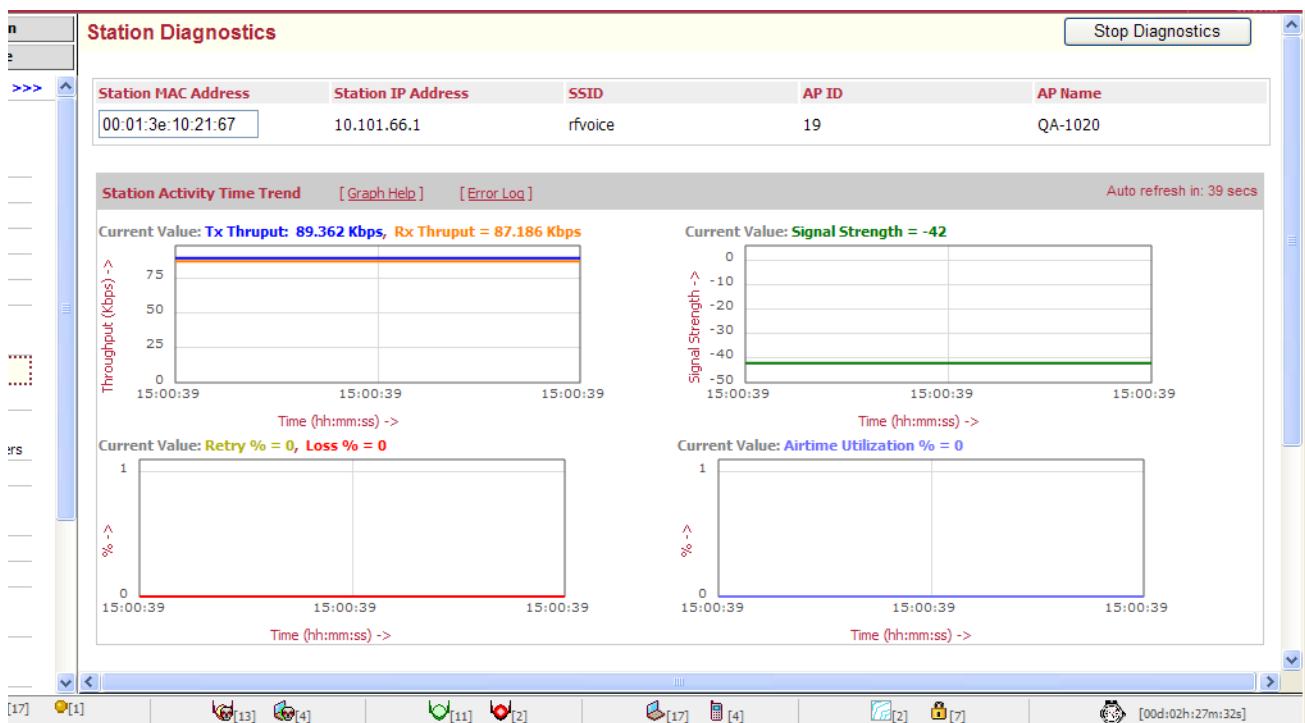 n
Station Diagnostics
Stop Diagnostics
e
>>>
Station MAC Address Station IP Address SSID AP ID AP Name
00:01:3e:10:21:67 10.101.66.1 rfvoice 19 QA-1020
Station Activity Time Trend [ Graph Help ] [ Error Log ] Auto refresh in: 39 secs
Current Value: Tx Thruput: 89.362 Kbps, Rx Thruput = 87.186 Kbps
Throughput (Kbps) ->
75
50
25
0
15:00:39 15:00:39 15:00:39
Time (hh:mm:ss) ->
Current Value: Signal Strength = -42
Signal Strength ->
0
-10
-20
-30
-40
-50
15:00:39 15:00:39 15:00:39
Time (hh:mm:ss) ->
ers
Current Value: Retry % = 0, Loss % = 0
% ->
1
0
15:00:39 15:00:39 15:00:39
Time (hh:mm:ss) ->
Current Value: Airtime Utilization % = 0
% ->
1
0
15:00:39 15:00:39 15:00:39
Time (hh:mm:ss) ->
[17] [1] [13] [4] [11] [2] [17] [4] [2] [7] [00d:02h:27m:32s]